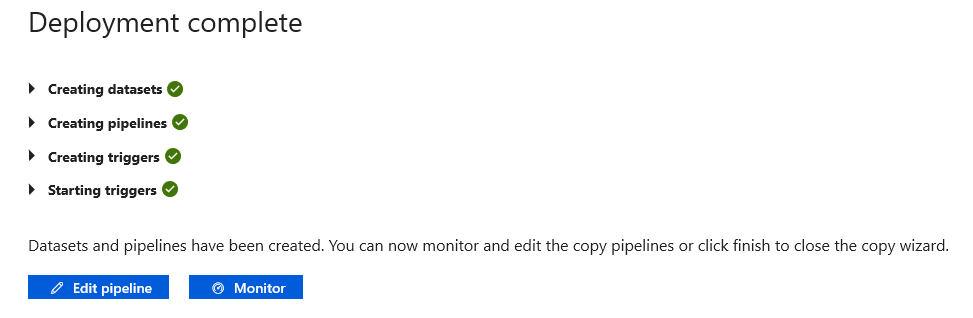 Deployment complete
Creating datasets
Creating pipelines
Creating triggers
Starting triggers
Datasets and pipelines have been created. You can now monitor and edit the copy pipelines or click finish to close the copy wizard.
Edit pipeline
Monitor